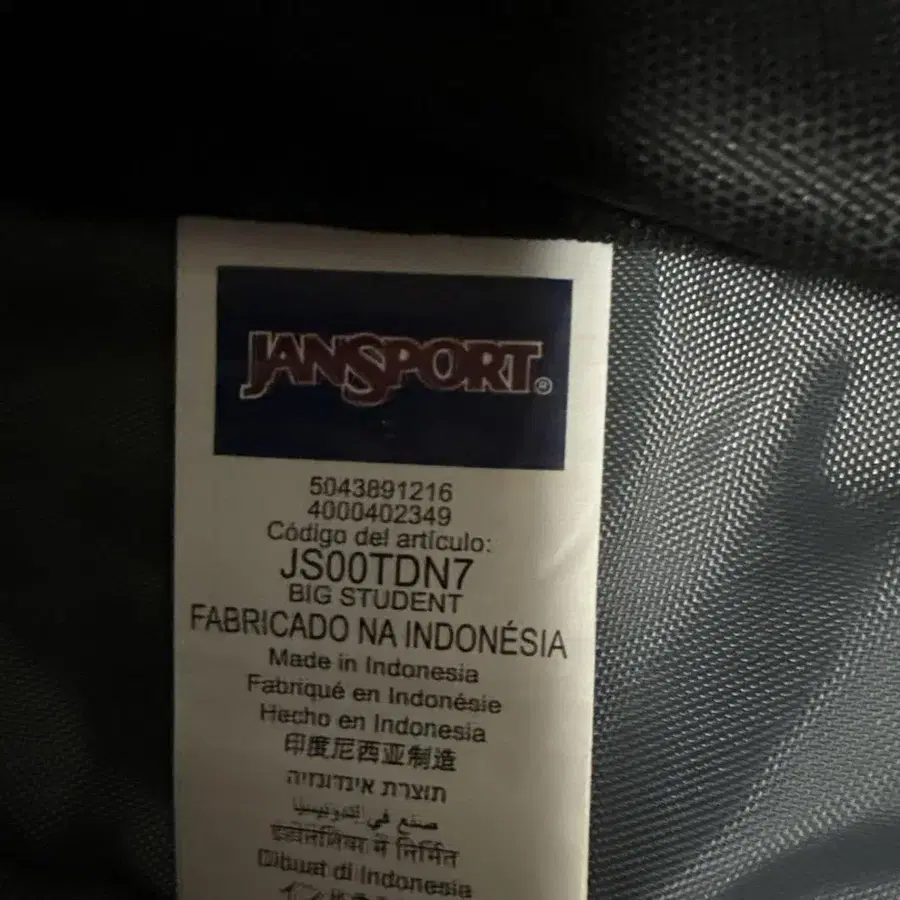 JANSPORT®
5043891216
4000402349
Código del artículo:
JS00TDN7
BIG STUDENT
FABRICADO NA INDONÉSIA
Made in Indonesia
Fabriqué en Indonésie
Hecho en Indonesia
印度尼西亚制造
תוצרת אינדונזיה
صنع في إندونيسيا
इंडोनेशिया में निर्मित
Dibuat di Indonesia